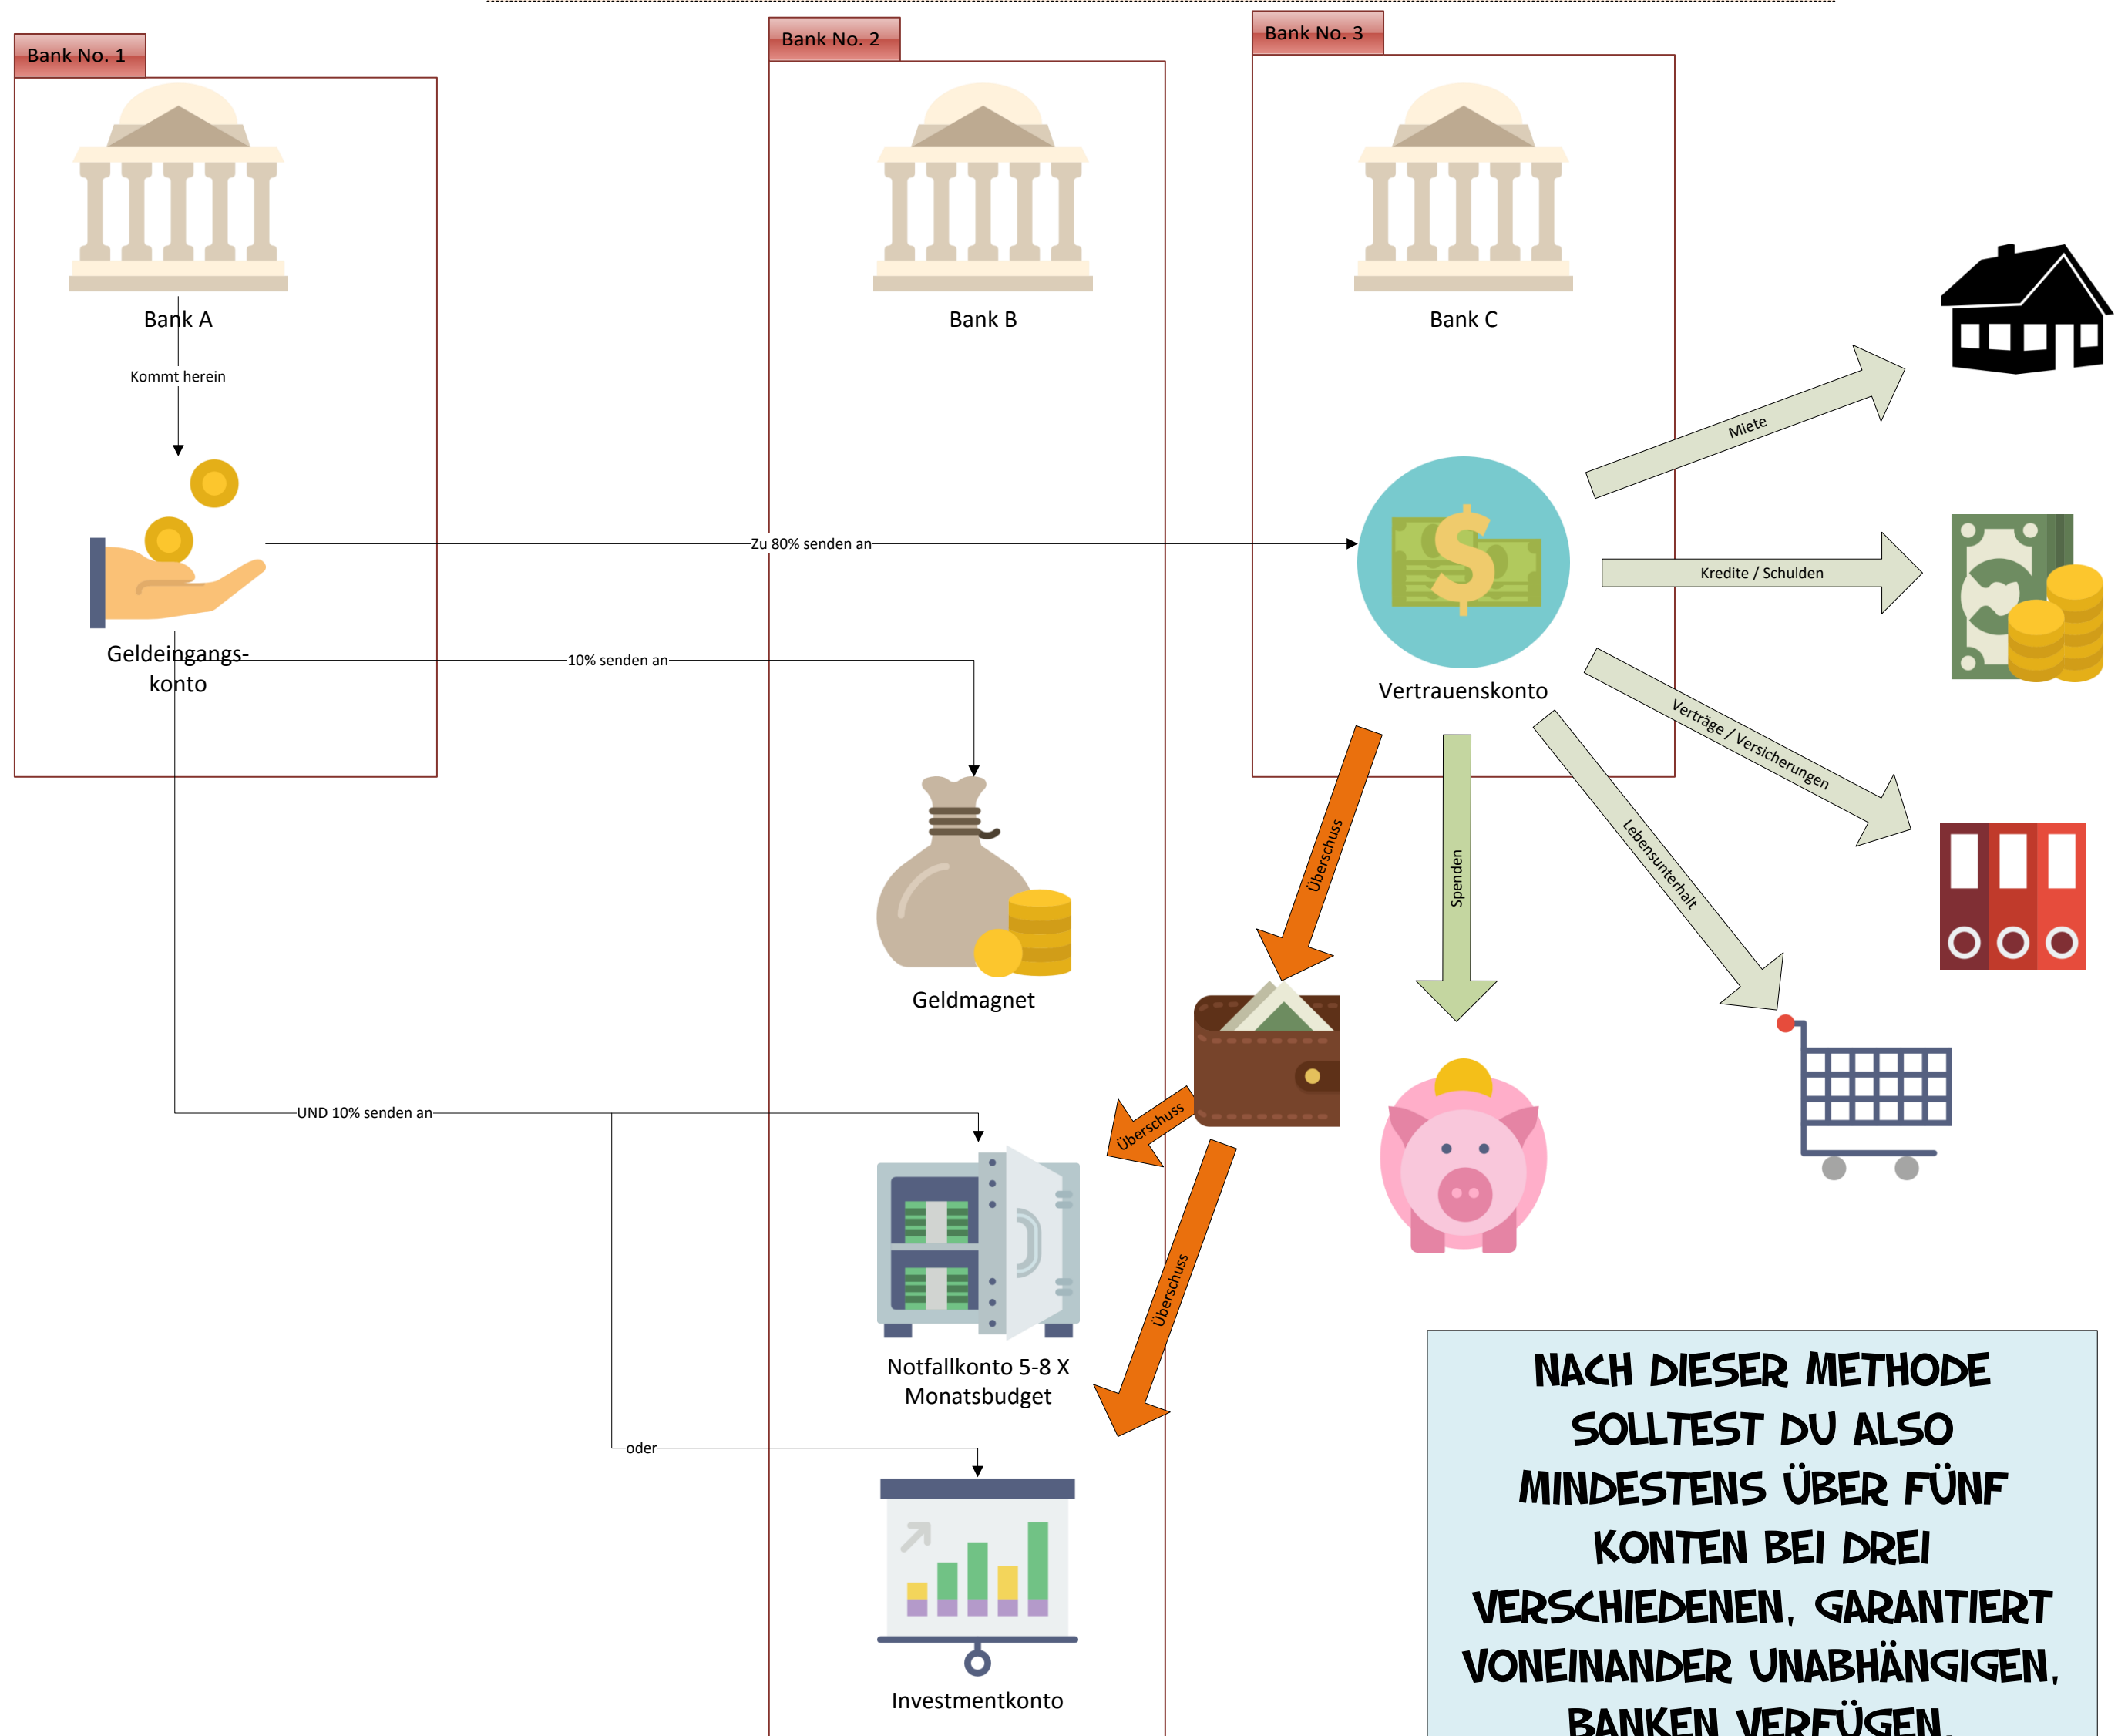 Bank No. 1
Bank No. 2
Bank No. 3
Bank A
Bank B
Bank C
Kommt herein
Miete
Zu 80% senden an
Kredite / Schulden
Geldeingangs-
konto
10% senden an
Vertrauenskonto
Verträge / Versicherungen
Überschuss
Spenden
Lebensunterhalt
Geldmagnet
UND 10% senden an
Überschuss
Überschuss
Notfallkonto 5-8 X
Monatsbudget
oder
Investmentkonto
NACH DIESER METHODE
SOLLTEST DU ALSO
MINDESTENS ÜBER FÜNF
KONTEN BEI DREI
VERSCHIEDENEN, GARANTIERT
VONEINANDER UNABHÄNGIGEN,
BANKEN VERFÜGEN.